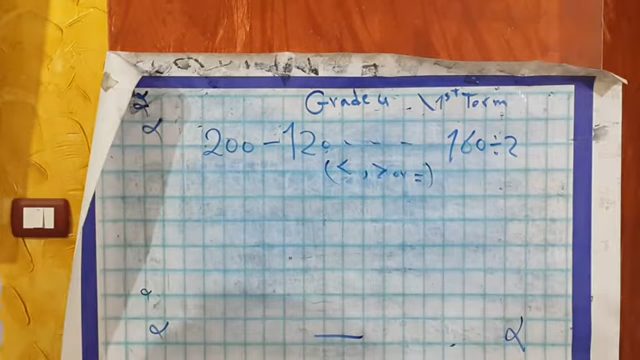 Grade 4 \ 1st Term
200 - 120 - - - 160 ÷ 2
(<, > or =)